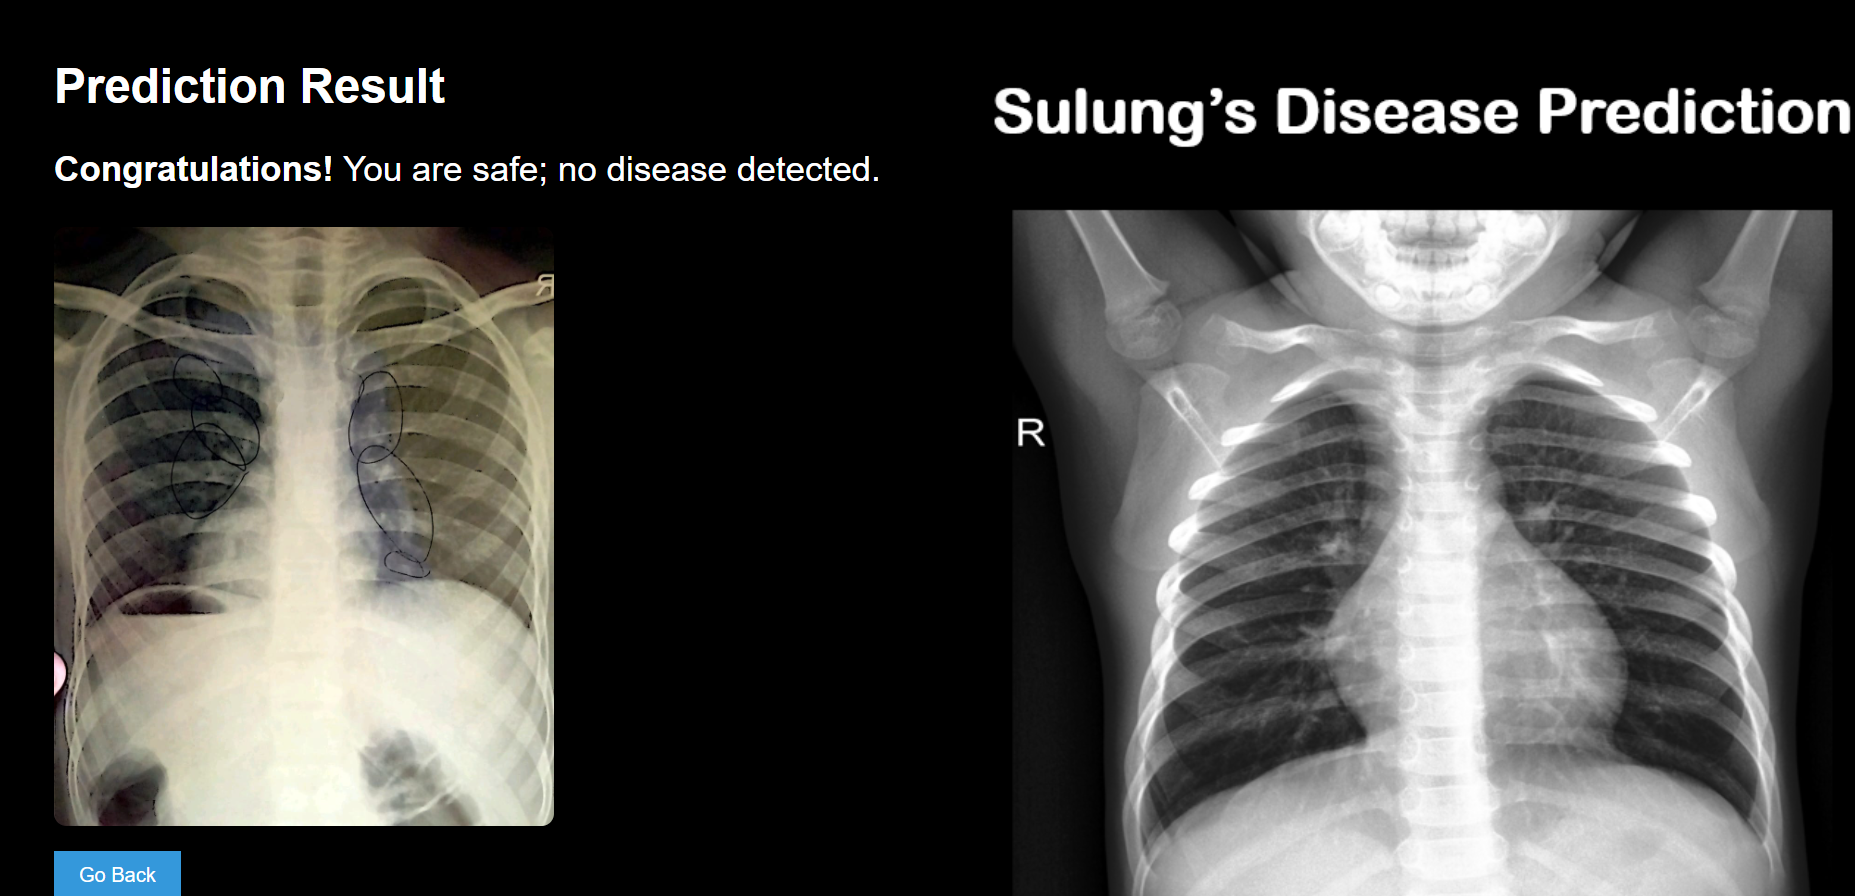 Prediction Result
Congratulations! You are safe; no disease detected.
R
Go Back
Sulung’s Disease Prediction
R